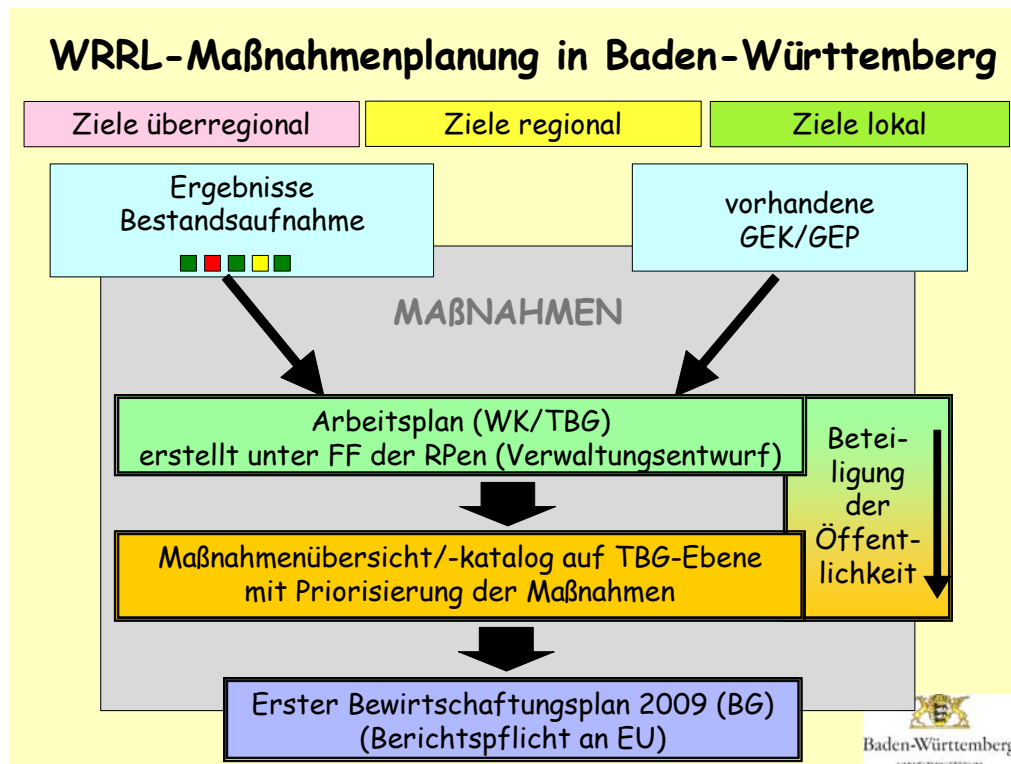 WRRL-Maßnahmenplanung in Baden-Württemberg
Ziele überregional
Ziele regional
Ziele lokal
Ergebnisse
Bestandsaufnahme
vorhandene
GEK/GEP
MAßNAHMEN
Arbeitsplan (WK/TBG)
erstellt unter FF der RPen (Verwaltungsentwurf)
Betei-
ligung
der
Öffent-
lichkeit
Maßnahmenübersicht/-katalog auf TBG-Ebene
mit Priorisierung der Maßnahmen
Erster Bewirtschaftungsplan 2009 (BG)
(Berichtspflicht an EU)
Baden-Württemberg